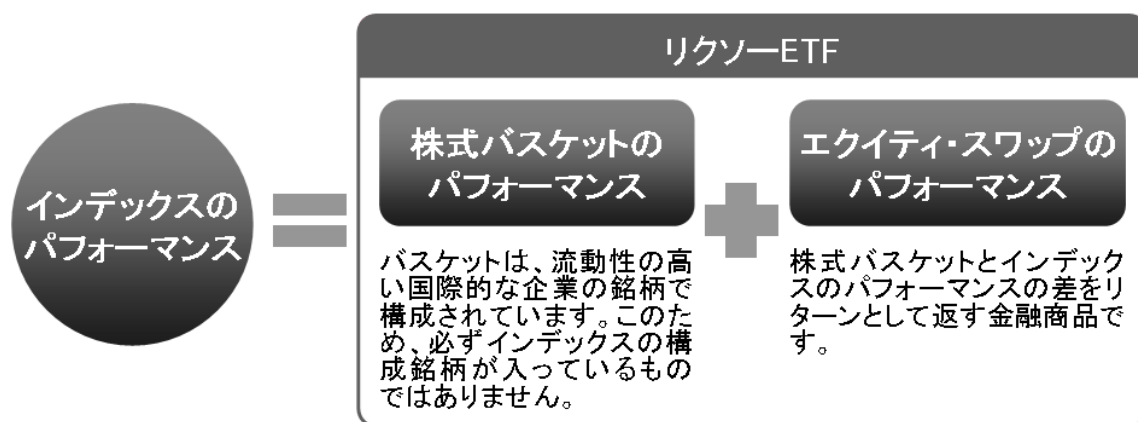 リクソーETF
インデックスの
パフォーマンス
株式バスケットの
パフォーマンス
バスケットは、流動性の高
い国際的な企業の銘柄で
構成されています。このた
め、必ずインデックスの構
成銘柄が入っているもの
ではありません。
エクイティ・スワップの
パフォーマンス
株式バスケットとインデック
スのパフォーマンスの差をリ
ターンとして返す金融商品で
す。